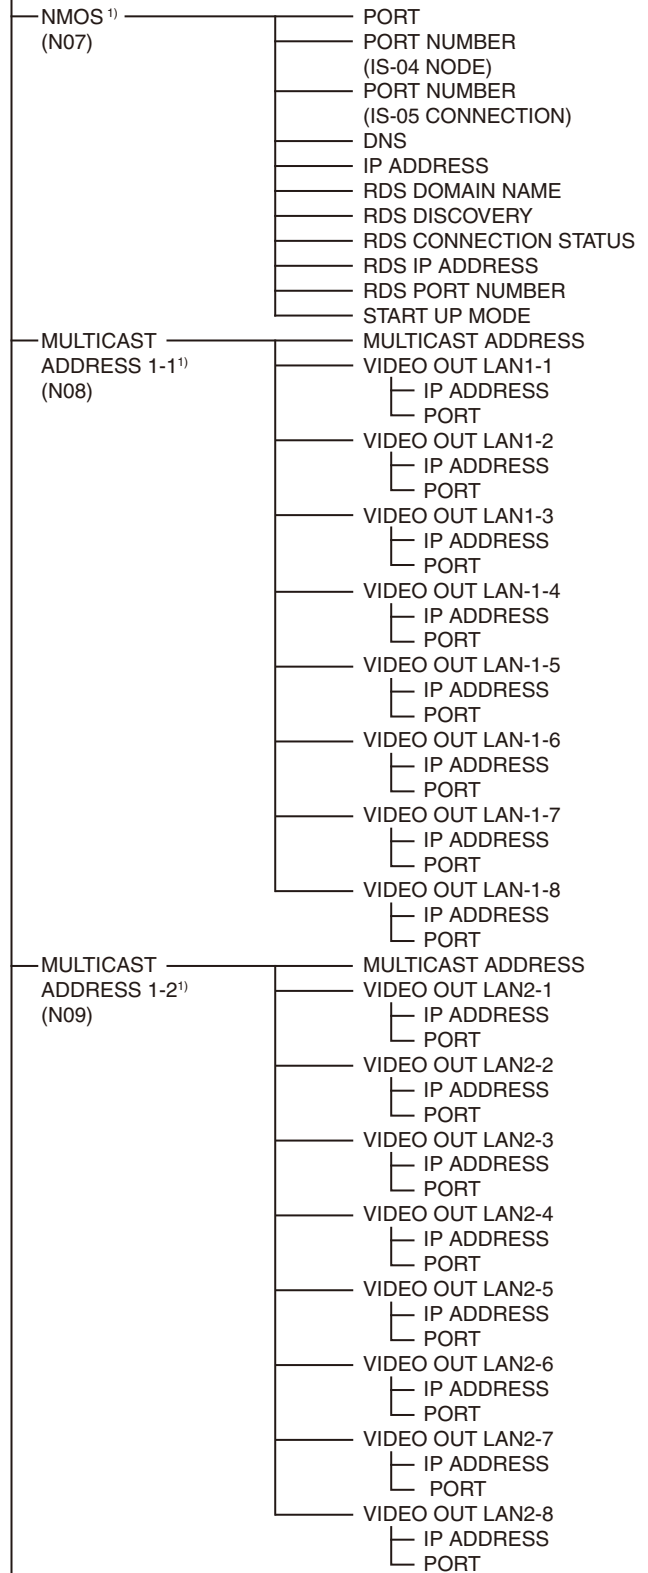 NMOS 1) PORT
(N07) PORT NUMBER
(IS-04 NODE)
PORT NUMBER
(IS-05 CONNECTION)
DNS
IP ADDRESS
RDS DOMAIN NAME
RDS DISCOVERY
RDS CONNECTION STATUS
RDS IP ADDRESS
RDS PORT NUMBER
START UP MODE
MULTICAST MULTICAST ADDRESS
ADDRESS 1-1 1) VIDEO OUT LAN1-1
(N08) IP ADDRESS
PORT
VIDEO OUT LAN1-2
IP ADDRESS
PORT
VIDEO OUT LAN1-3
IP ADDRESS
PORT
VIDEO OUT LAN-1-4
IP ADDRESS
PORT
VIDEO OUT LAN-1-5
IP ADDRESS
PORT
VIDEO OUT LAN-1-6
IP ADDRESS
PORT
VIDEO OUT LAN-1-7
IP ADDRESS
PORT
VIDEO OUT LAN-1-8
IP ADDRESS
PORT
MULTICAST MULTICAST ADDRESS
ADDRESS 1-2 1) VIDEO OUT LAN2-1
(N09) IP ADDRESS
PORT
VIDEO OUT LAN2-2
IP ADDRESS
PORT
VIDEO OUT LAN2-3
IP ADDRESS
PORT
VIDEO OUT LAN2-4
IP ADDRESS
PORT
VIDEO OUT LAN2-5
IP ADDRESS
PORT
VIDEO OUT LAN2-6
IP ADDRESS
PORT
VIDEO OUT LAN2-7
IP ADDRESS
PORT
VIDEO OUT LAN2-8
IP ADDRESS
PORT